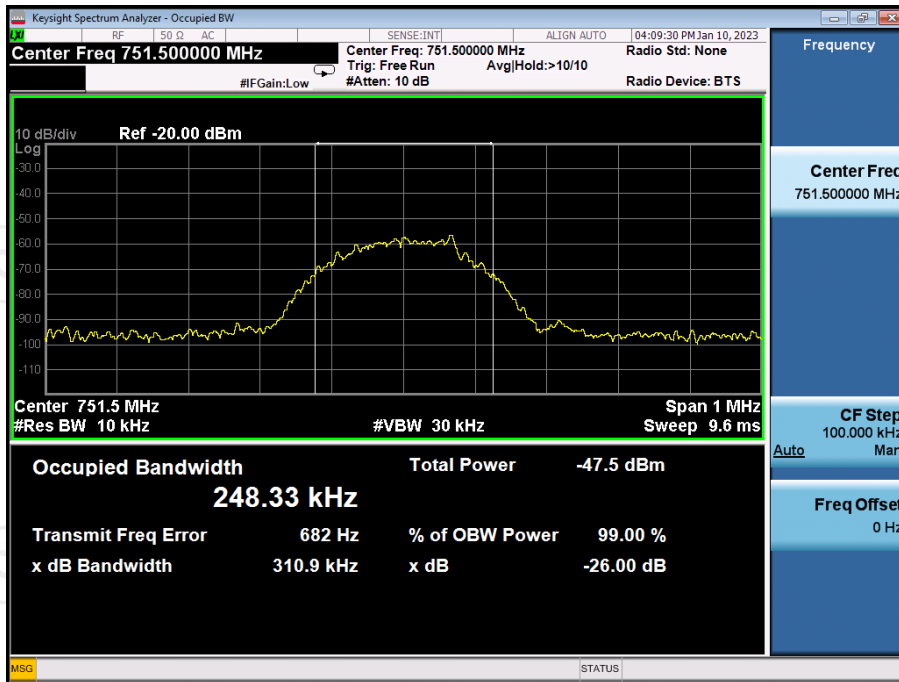 Keysight Spectrum Analyzer - Occupied BW
LXI RF 50 Ω AC SENSE:INT ALIGN AUTO 04:09:30 PM Jan 10, 2023
Center Freq 751.500000 MHz
Center Freq: 751.500000 MHz Radio Std: None
Trig: Free Run Avg|Hold:>10/10
#IFGain:Low #Atten: 10 dB Radio Device: BTS
10 dB/div Ref -20.00 dBm
Log
-30.0
-40.0
-50.0
-60.0
-70.0
-80.0
-90.0
-100
-110
Center 751.5 MHz Span 1 MHz
#Res BW 10 kHz #VBW 30 kHz Sweep 9.6 ms
Occupied Bandwidth Total Power -47.5 dBm
248.33 kHz
Transmit Freq Error 682 Hz % of OBW Power 99.00 %
x dB Bandwidth 310.9 kHz x dB -26.00 dB
MSG STATUS
Frequency
Center Freq
751.500000 MHz
CF Step
100.000 kHz
Auto Man
Freq Offset
0 Hz